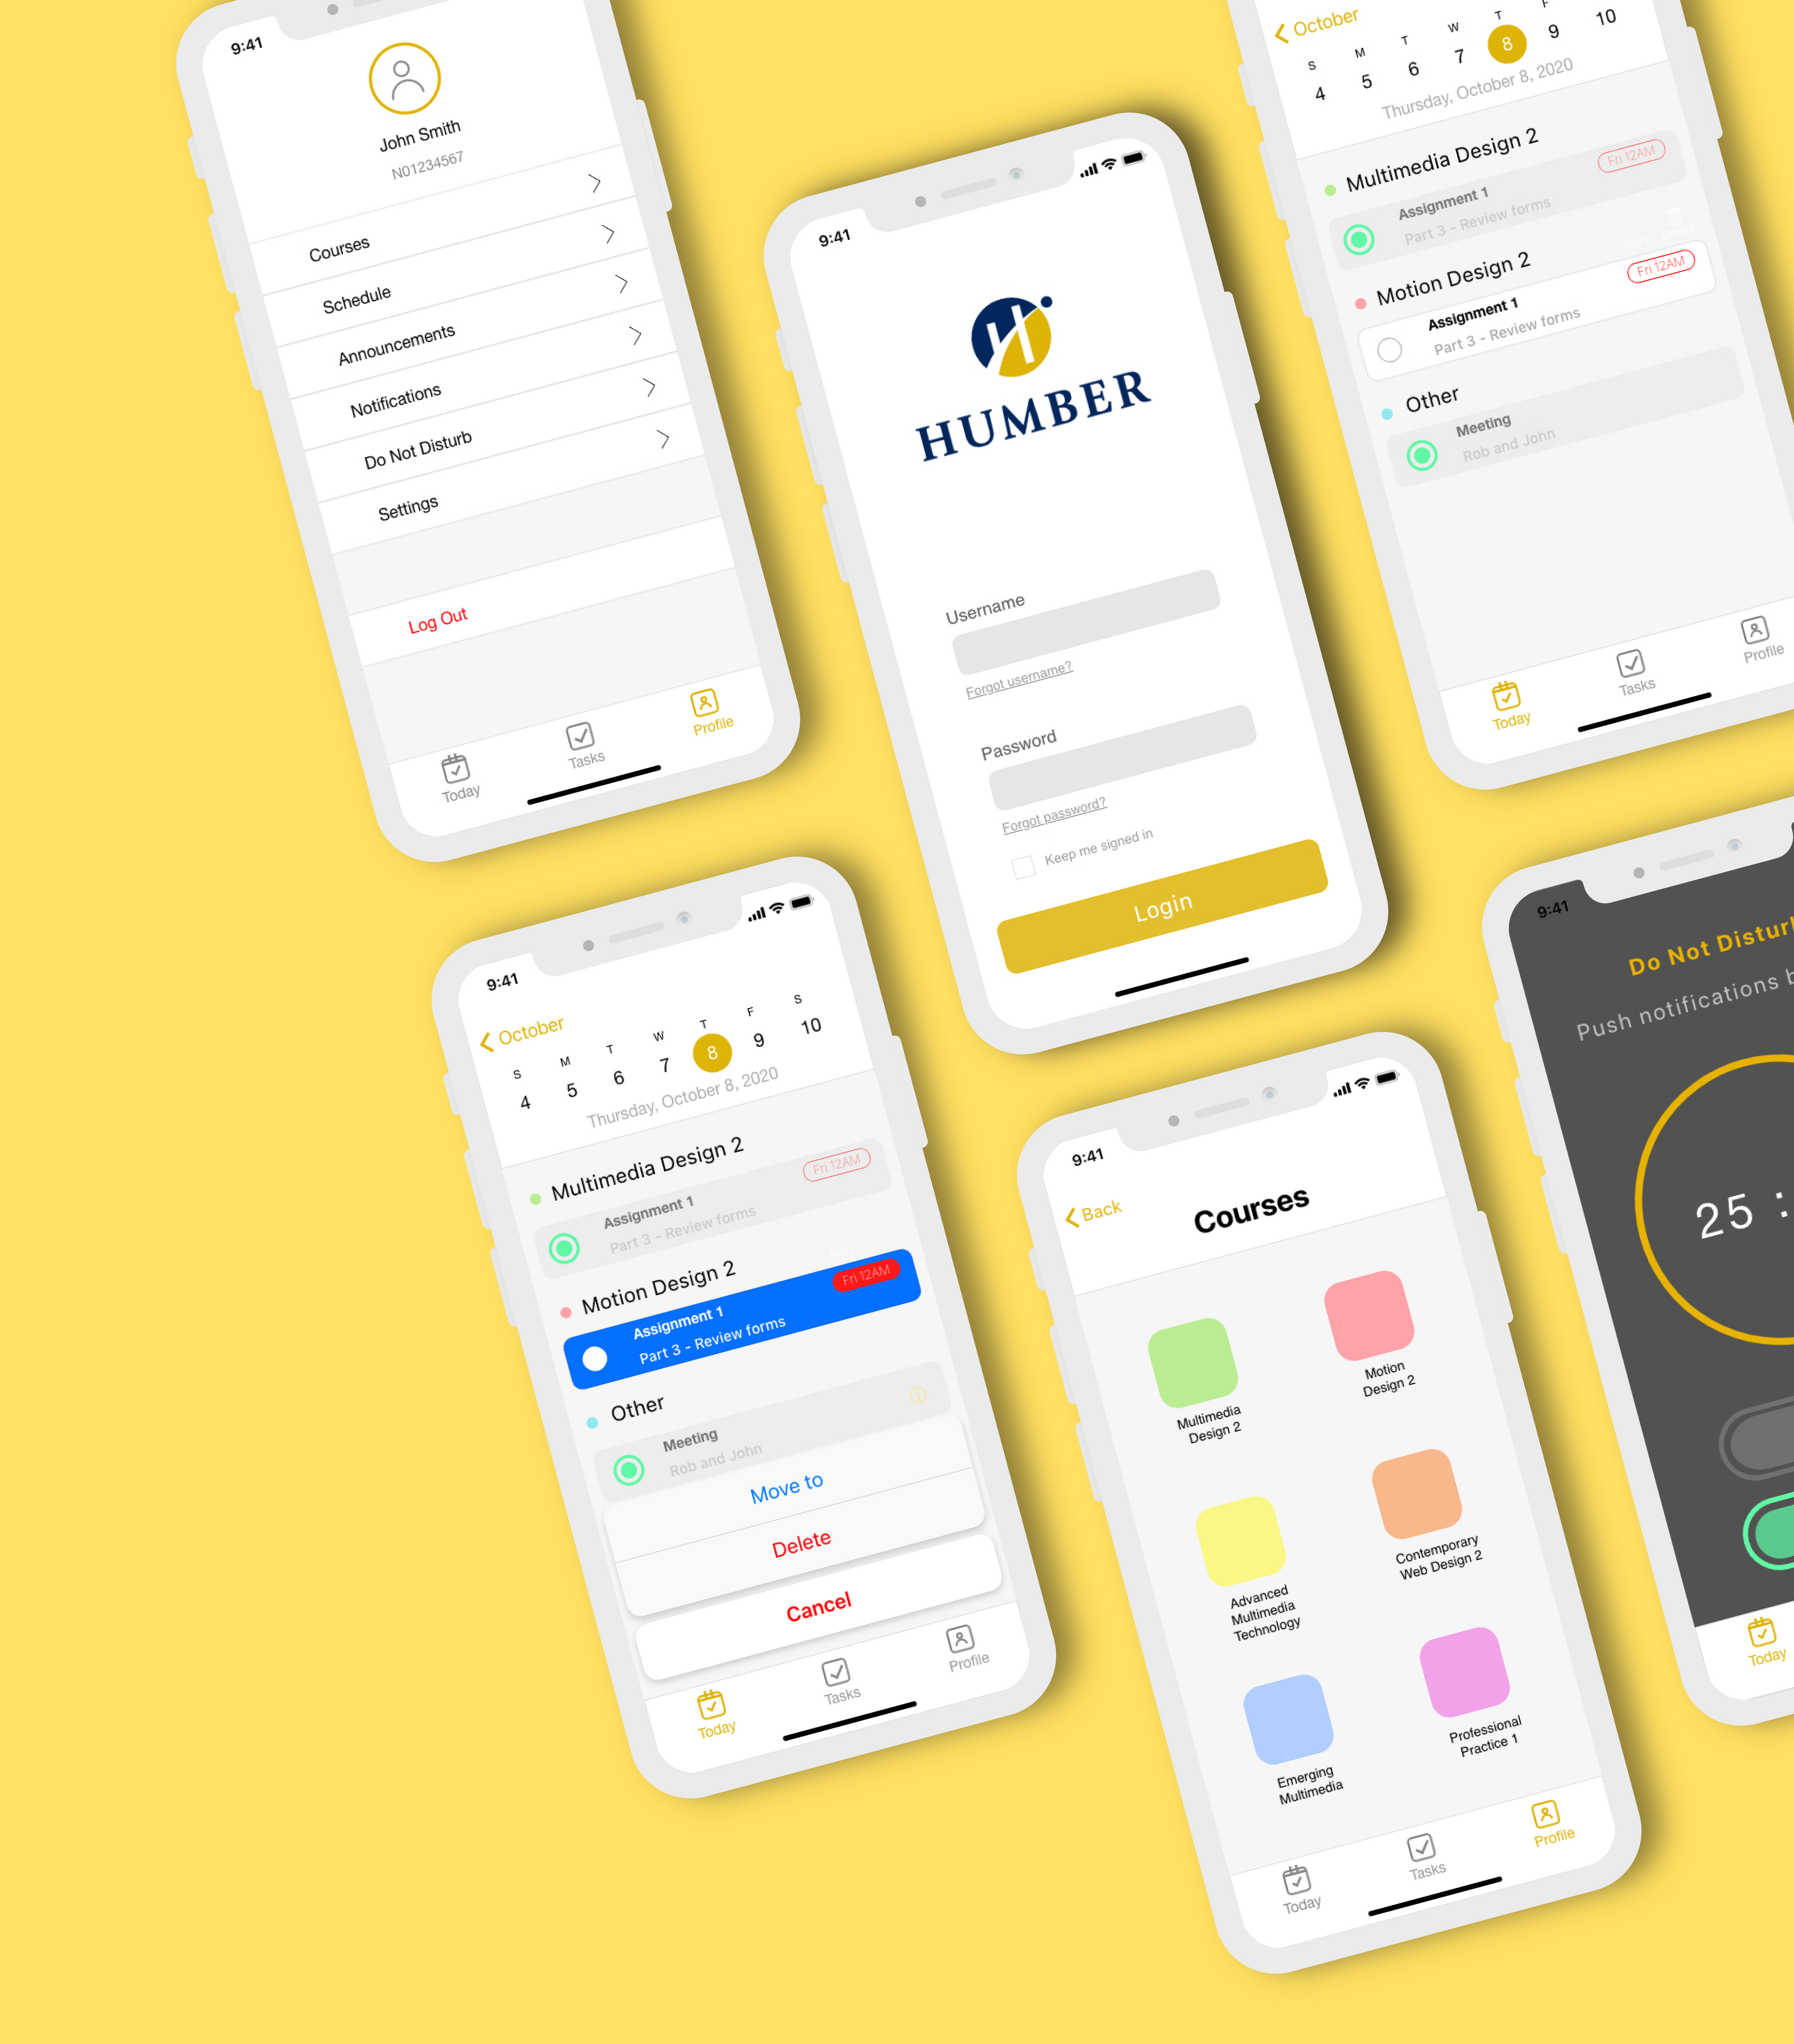 9:41
John Smith
N01234567
Courses
Schedule
Announcements
Notifications
Do Not Disturb
Settings
Log Out
Today
Tasks
Profile
9:41
HUMBER
Username
Forgot username?
Password
Forgot password?
Keep me signed in
Login
October
S M T W T F
4 5 6 7 8 9 10
Thursday, October 8, 2020
Multimedia Design 2
Assignment 1
Fri 12AM
Part 3 - Review forms
Motion Design 2
Assignment 1
Fri 12AM
Part 3 - Review forms
Other
Meeting
Rob and John
Today
Tasks
Profile
9:41
October
S M T W T F S
4 5 6 7 8 9 10
Thursday, October 8, 2020
Multimedia Design 2
Assignment 1
Fri 12AM
Part 3 - Review forms
Motion Design 2
Assignment 1
Fri 12AM
Part 3 - Review forms
Other
Meeting
Rob and John
Move to
Delete
Cancel
Today
Tasks
Profile
9:41
Back
Courses
Multimedia
Design 2
Motion
Design 2
Advanced
Multimedia
Technology
Contemporary
Web Design 2
Emerging
Multimedia
Professional
Practice 1
Today
Tasks
Profile
9:41
Do Not Disturb
Push notifications
25 :
Today